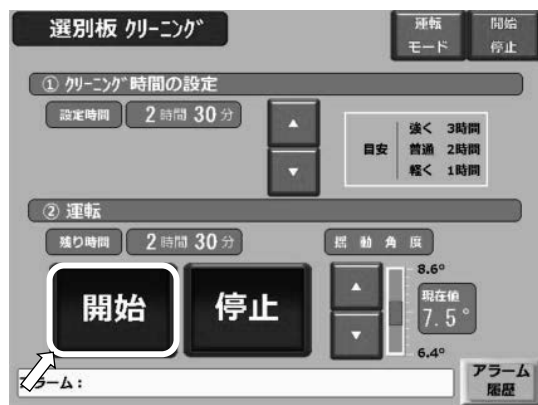 選別板 ｸﾘｰﾆﾝｸﾞ
運転
モード
開始
停止
① ｸﾘｰﾆﾝｸﾞ時間の設定
設定時間 2時間30分
目安
強く 3時間
普通 2時間
軽く 1時間
② 運転
残り時間 2時間30分
揺動角度
開始
停止
8.6°
現在値
7.5°
6.4°
アラーム：
アラーム
履歴